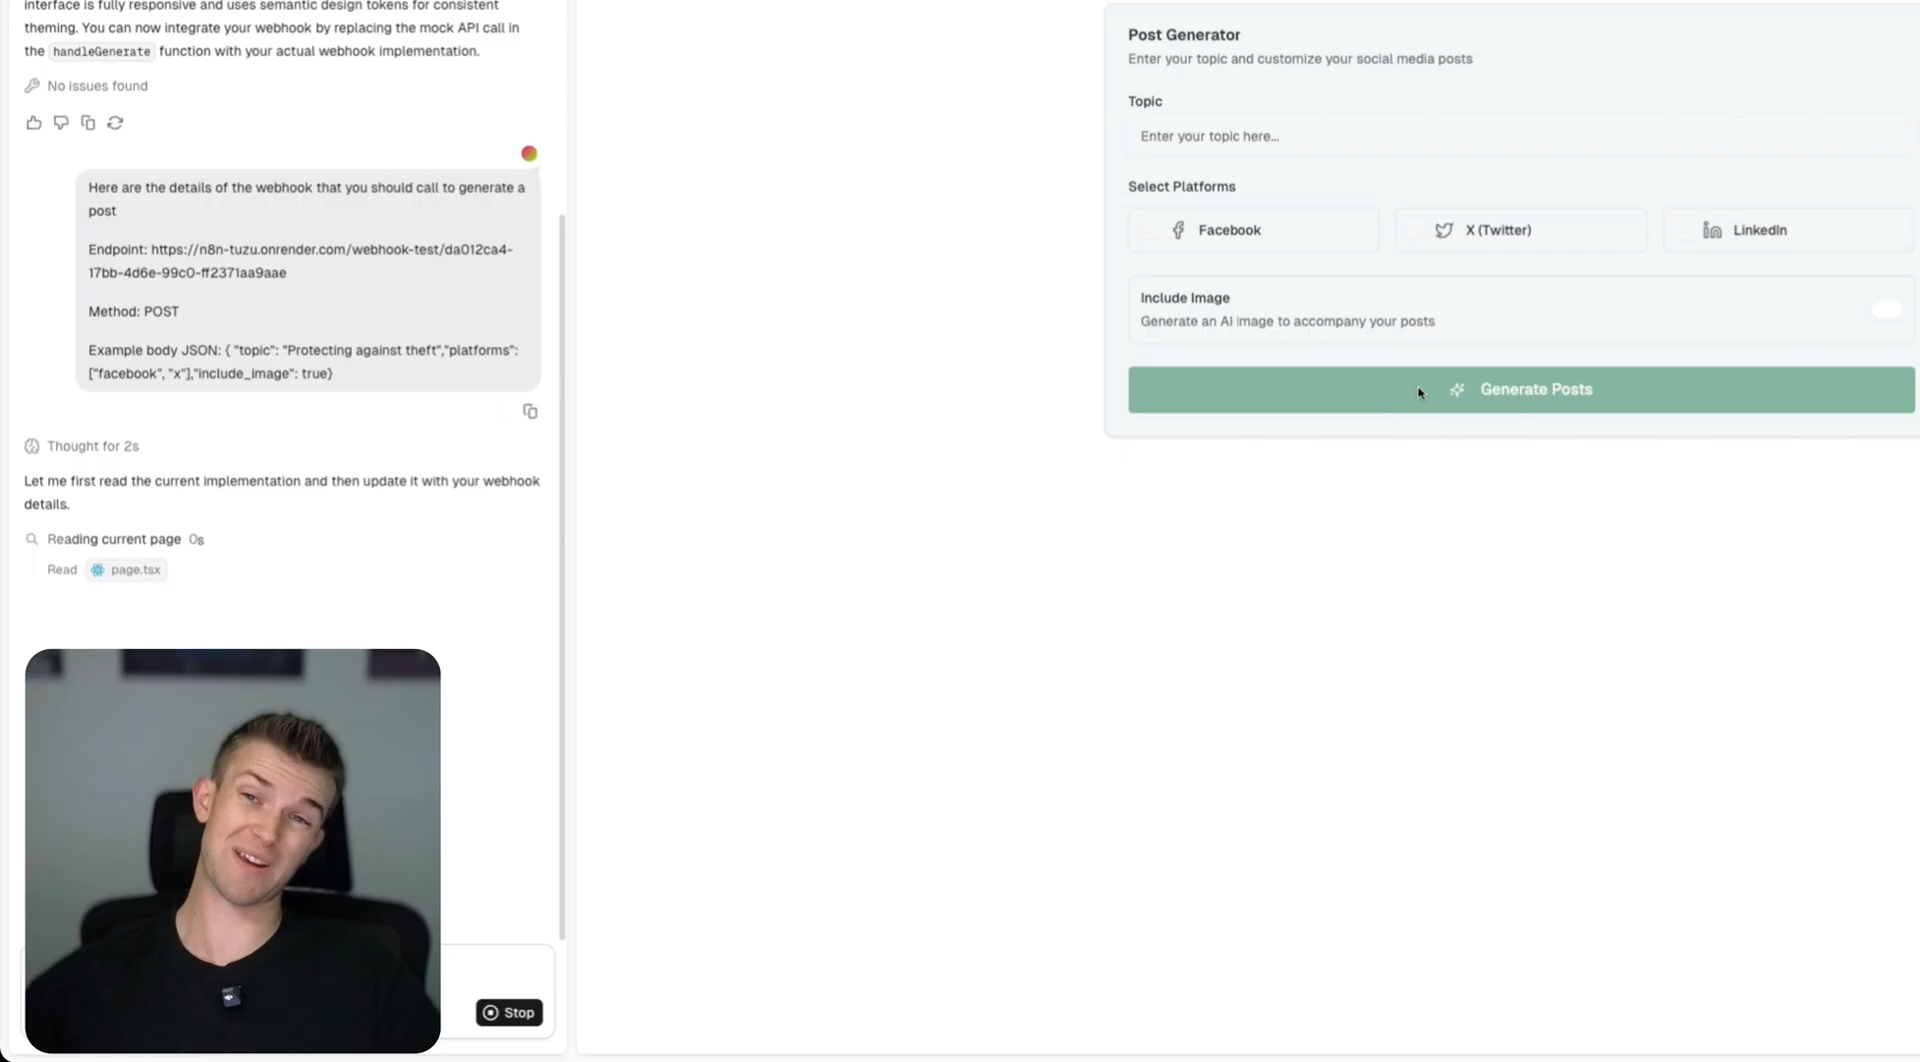 interface is fully responsive and uses semantic design tokens for consistent
theming. You can now integrate your webhook by replacing the mock API call in
the handleGenerate function with your actual webhook implementation.
No issues found
Here are the details of the webhook that you should call to generate a
post
Endpoint: https://n8n-tuzu.onrender.com/webhook-test/da012ca4-
17bb-4d6e-99c0-ff2371aa9aae
Method: POST
Example body JSON: { "topic": "Protecting against theft","platforms":
["facebook", "x"],"include_image": true}
Thought for 2s
Let me first read the current implementation and then update it with your webhook
details.
Reading current page 0s
Read page.tsx
Stop
Post Generator
Enter your topic and customize your social media posts
Topic
Enter your topic here...
Select Platforms
Facebook
X (Twitter)
LinkedIn
Include Image
Generate an AI image to accompany your posts
Generate Posts